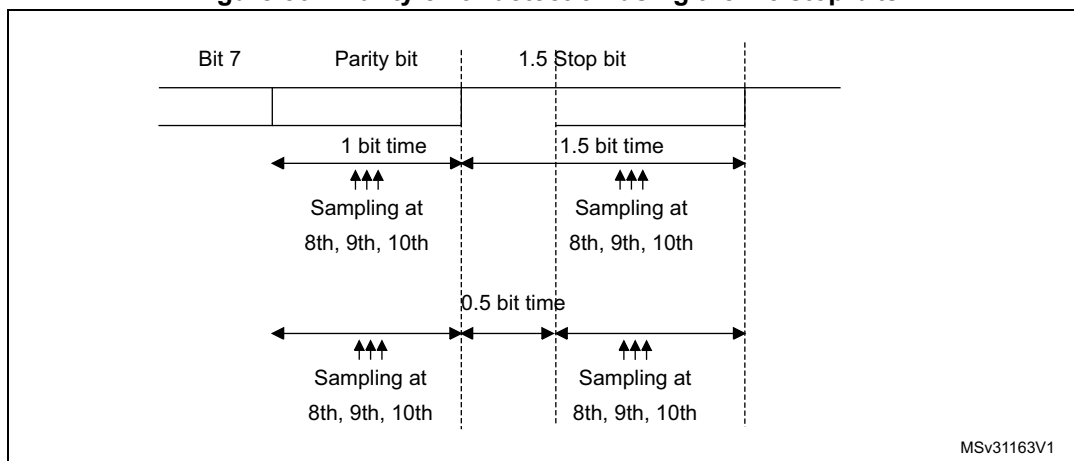 Bit 7 Parity bit 1.5 Stop bit
1 bit time 1.5 bit time
Sampling at Sampling at
8th, 9th, 10th 8th, 9th, 10th
0.5 bit time
Sampling at Sampling at
8th, 9th, 10th 8th, 9th, 10th
MSv31163V1